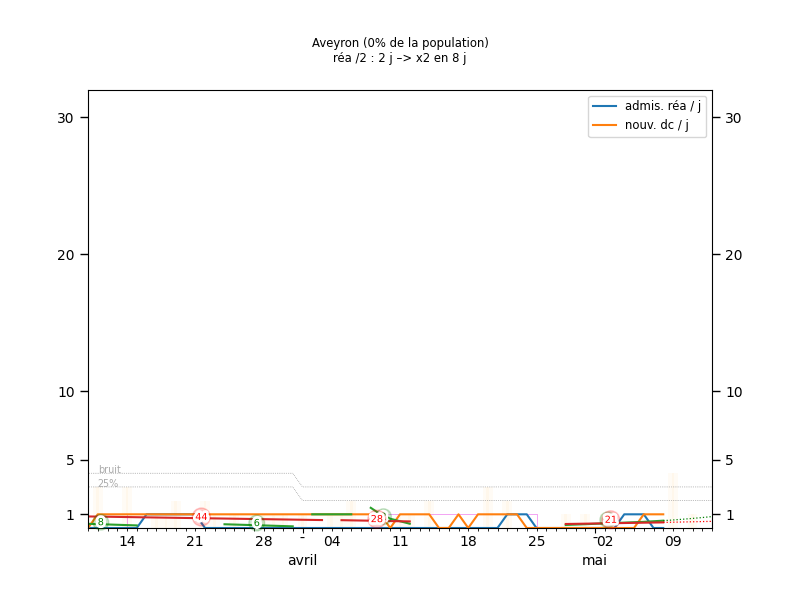 Aveyron (0% de la population)
réa /2 : 2 j –> x2 en 8 j
admis. réa / j
nouv. dc / j
30 30
20 20
10 10
5 5
1 1
bruit
25%
8 44 6 28 21
14 21 28 04 11 18 25 02 09
avril mai